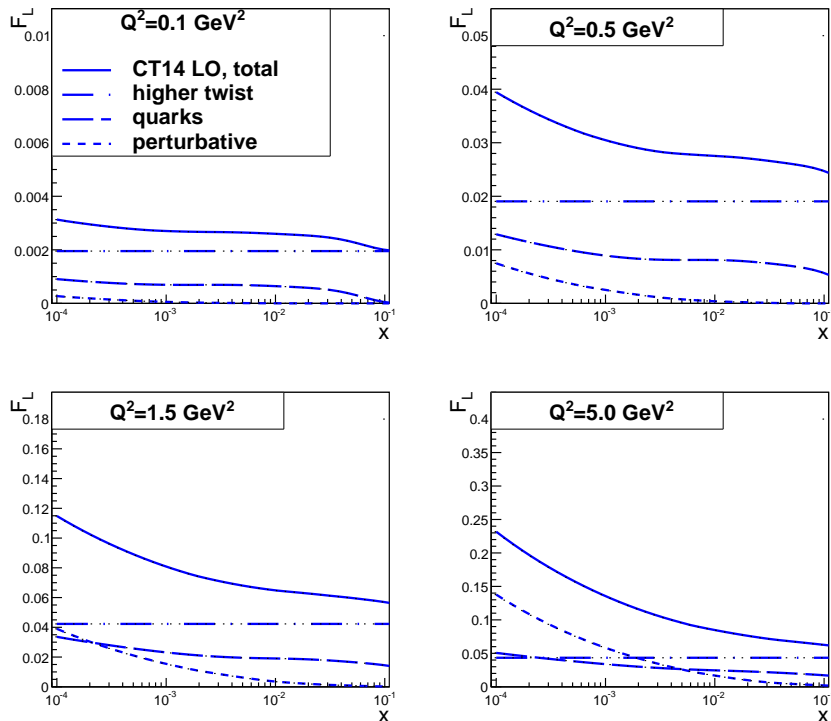 F_L
Q²=0.1 GeV²
0.01
0.008
0.006
0.004
0.002
0
CT14 LO, total
higher twist
quarks
perturbative
10⁻⁴
10⁻³
10⁻²
10⁻¹
x
F_L
Q²=0.5 GeV²
0.05
0.04
0.03
0.02
0.01
0
10⁻⁴
10⁻³
10⁻²
10⁻¹
x
F_L
Q²=1.5 GeV²
0.18
0.16
0.14
0.12
0.1
0.08
0.06
0.04
0.02
0
10⁻⁴
10⁻³
10⁻²
10⁻¹
x
F_L
Q²=5.0 GeV²
0.4
0.35
0.3
0.25
0.2
0.15
0.1
0.05
0
10⁻⁴
10⁻³
10⁻²
10⁻¹
x